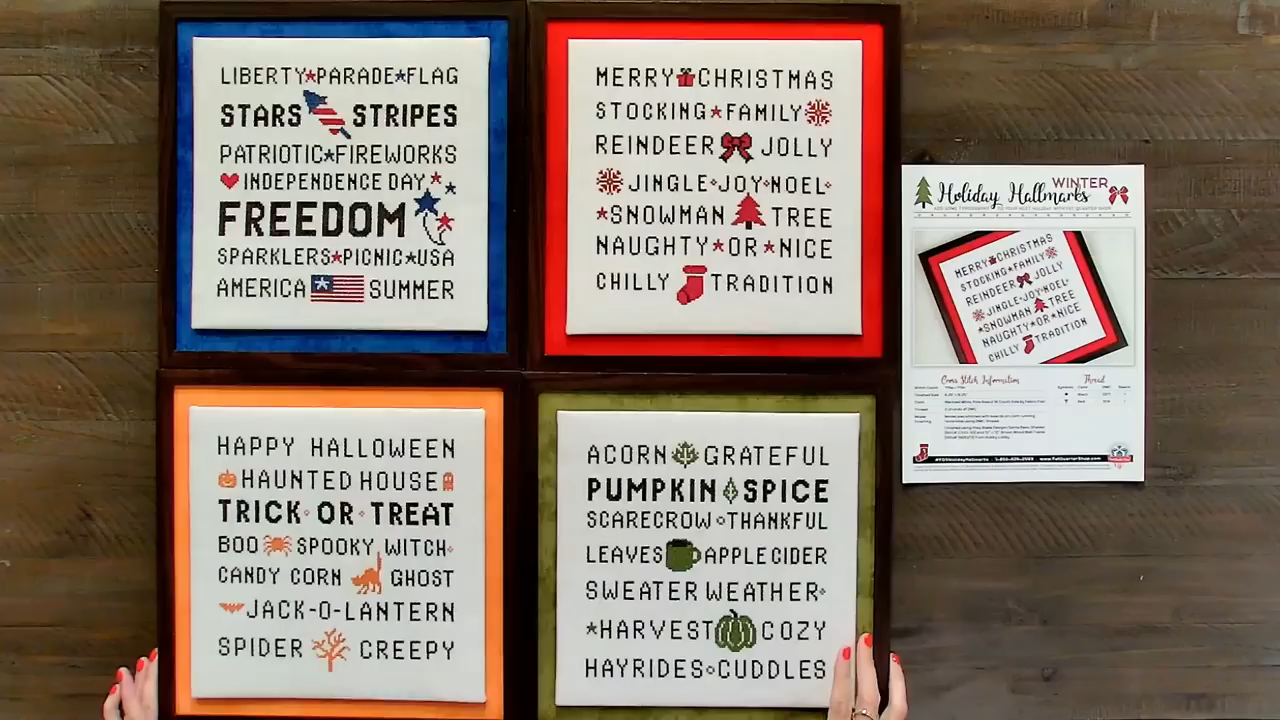 LIBERTY PARADE FLAG
STARS STRIPES
PATRIOTIC FIREWORKS
INDEPENDENCE DAY
FREEDOM
SPARKLERS PICNIC USA
AMERICA SUMMER
MERRY CHRISTMAS
STOCKING FAMILY
REINDEER JOLLY
JINGLE JOY NOEL
SNOWMAN TREE
NAUGHTY OR NICE
CHILLY TRADITION
HAPPY HALLOWEEN
HAUNTED HOUSE
TRICK OR TREAT
BOO SPOOKY WITCH
CANDY CORN GHOST
JACK-O-LANTERN
SPIDER CREEPY
ACORN GRATEFUL
PUMPKIN SPICE
SCARECROW THANKFUL
LEAVES APPLE CIDER
SWEATER WEATHER
HARVEST COZY
HAYRIDES CUDDLES
WINTER
Holiday Hallmarks
MERRY CHRISTMAS
STOCKING FAMILY
REINDEER JOLLY
JINGLE JOY NOEL
SNOWMAN TREE
NAUGHTY OR NICE
CHILLY TRADITION
Cross Stitch Information
Thread